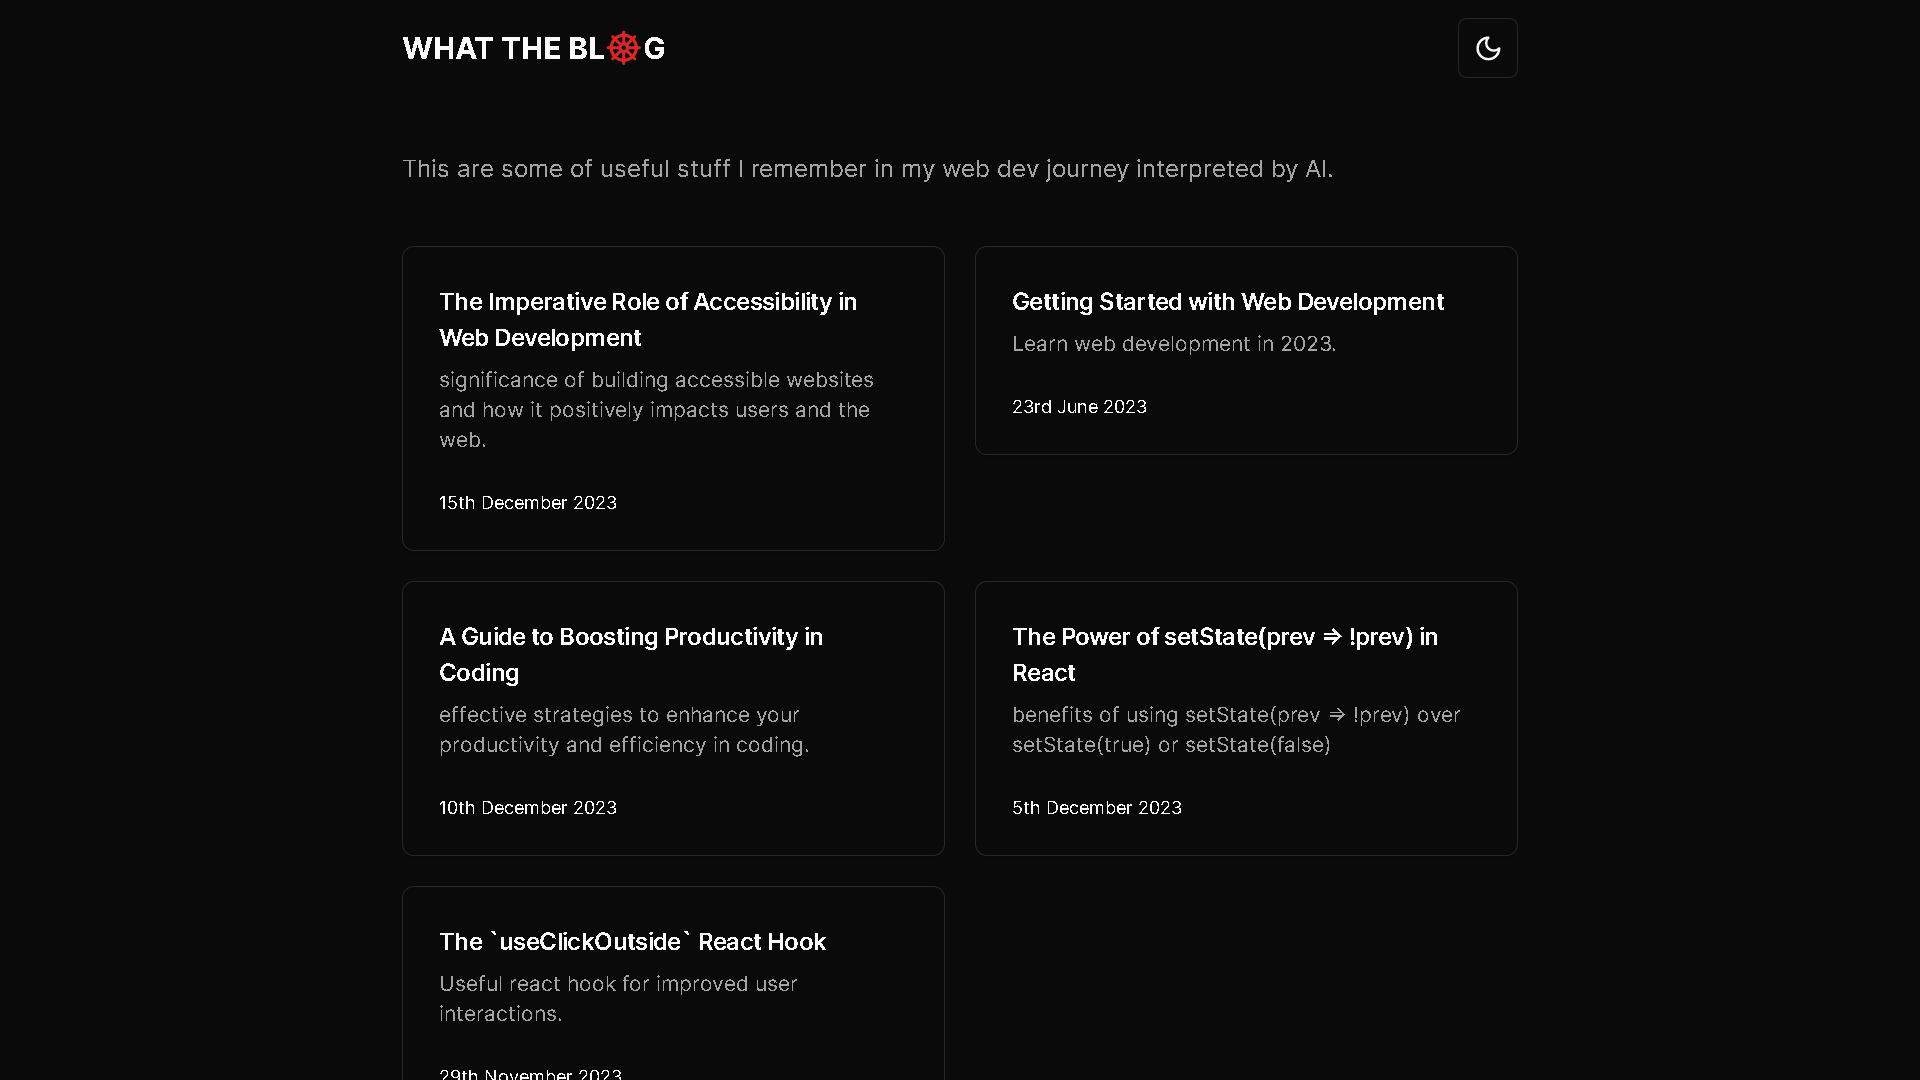 WHAT THE BLOG
This are some of useful stuff I remember in my web dev journey interpreted by AI.
The Imperative Role of Accessibility in
Web Development
significance of building accessible websites
and how it positively impacts users and the
web.
15th December 2023
Getting Started with Web Development
Learn web development in 2023.
23rd June 2023
A Guide to Boosting Productivity in
Coding
effective strategies to enhance your
productivity and efficiency in coding.
10th December 2023
The Power of setState(prev => !prev) in
React
benefits of using setState(prev => !prev) over
setState(true) or setState(false)
5th December 2023
The `useClickOutside` React Hook
Useful react hook for improved user
interactions.
29th November 2023